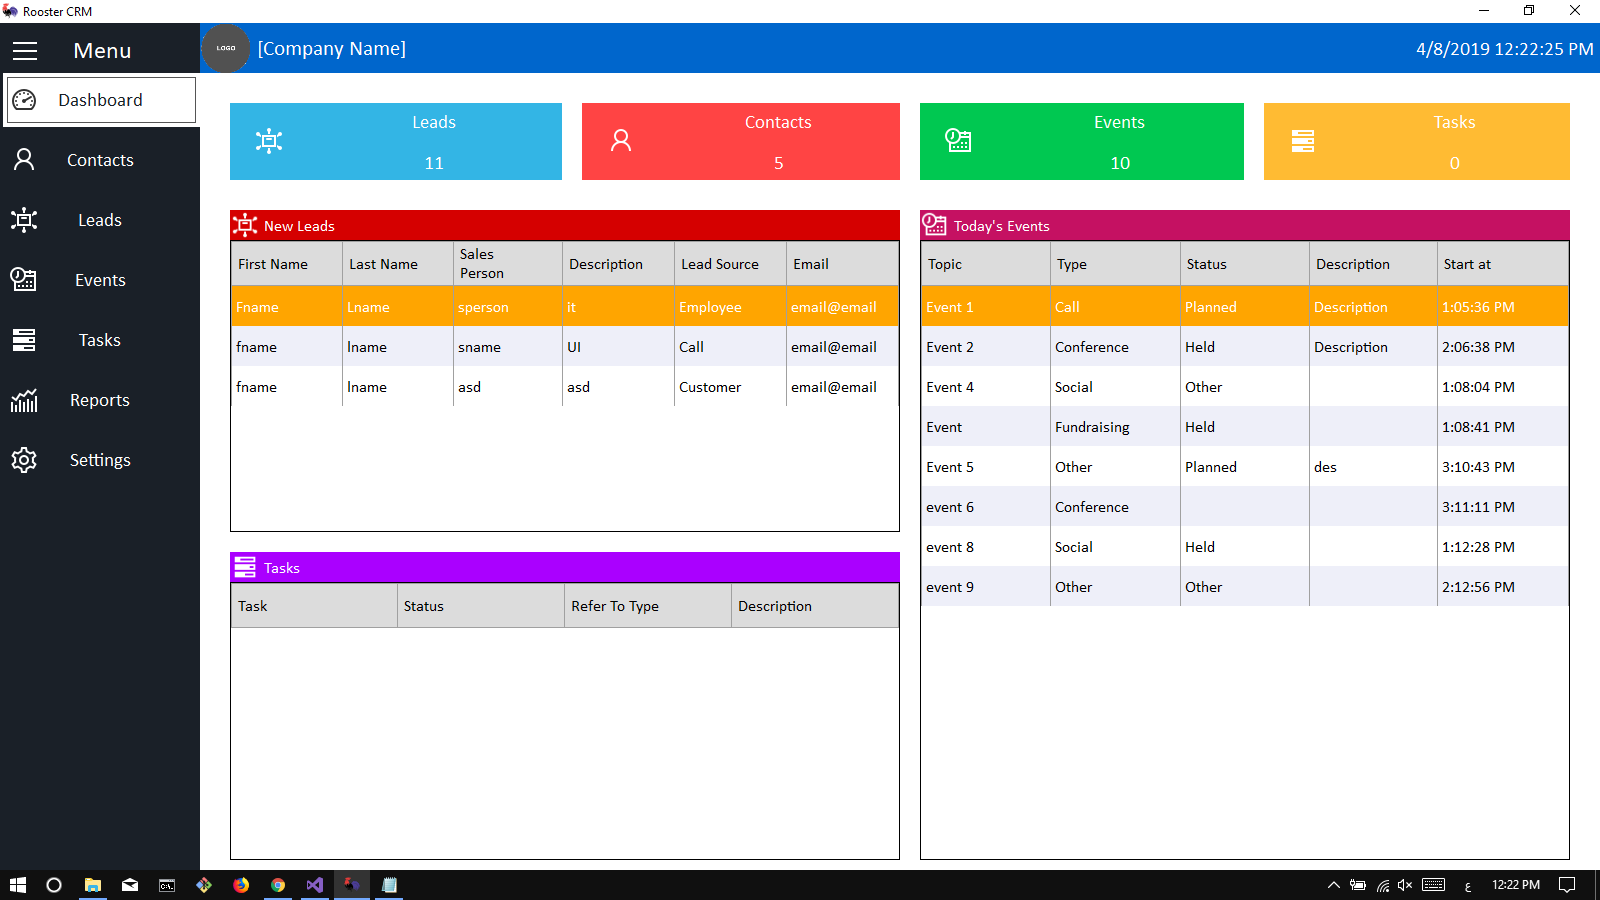 Rooster CRM
Menu
LOGO
[Company Name]
4/8/2019 12:22:25 PM
Dashboard
Contacts
Leads
Events
Tasks
Reports
Settings
Leads
11
Contacts
5
Events
10
Tasks
0
New Leads
First Name Last Name Sales Person Description Lead Source Email
Fname Lname sperson it Employee email@email
fname lname sname UI Call email@email
fname lname asd asd Customer email@email
Tasks
Task Status Refer To Type Description
Today's Events
Topic Type Status Description Start at
Event 1 Call Planned Description 1:05:36 PM
Event 2 Conference Held Description 2:06:38 PM
Event 4 Social Other 1:08:04 PM
Event Fundraising Held 1:08:41 PM
Event 5 Other Planned des 3:10:43 PM
event 6 Conference 3:11:11 PM
event 8 Social Held 1:12:28 PM
event 9 Other Other 2:12:56 PM
C:\.
ع
12:22 PM